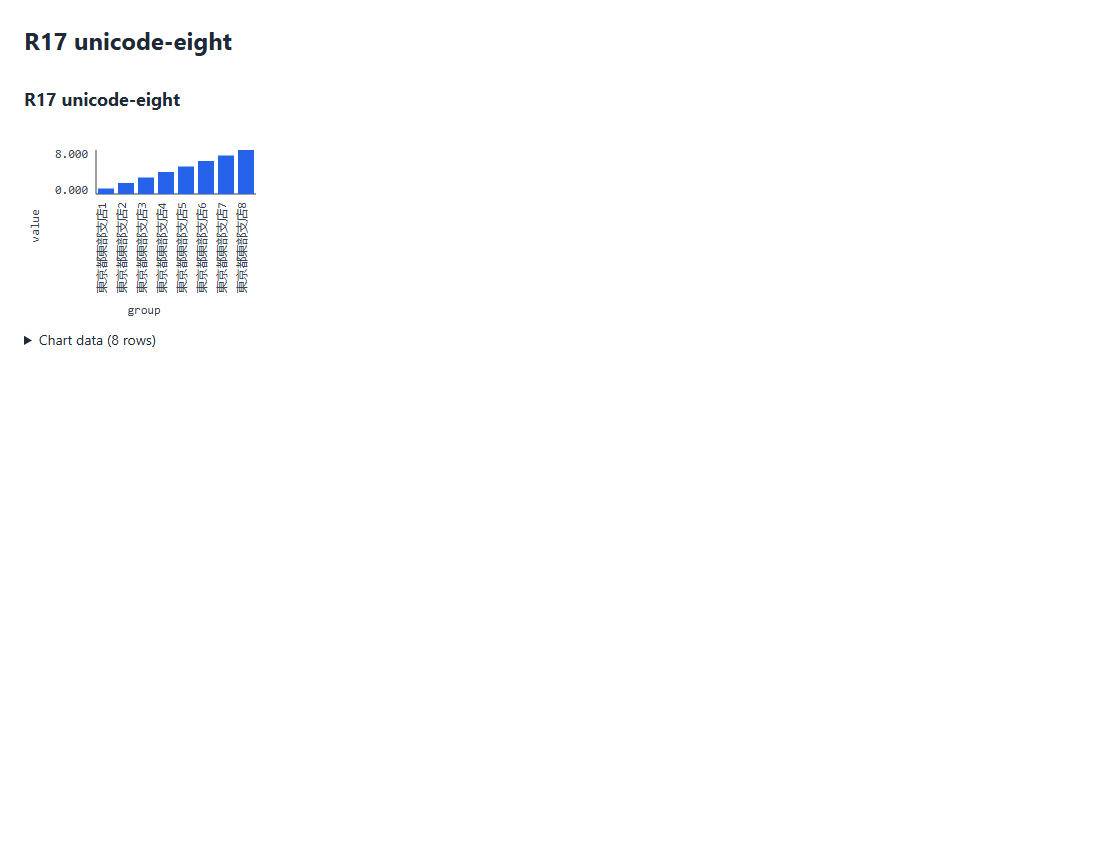 R17 unicode-eight
R17 unicode-eight
8.000
0.000
value
東京都東部支店1
東京都東部支店2
東京都東部支店3
東京都東部支店4
東京都東部支店5
東京都東部支店6
東京都東部支店7
東京都東部支店8
group
Chart data (8 rows)